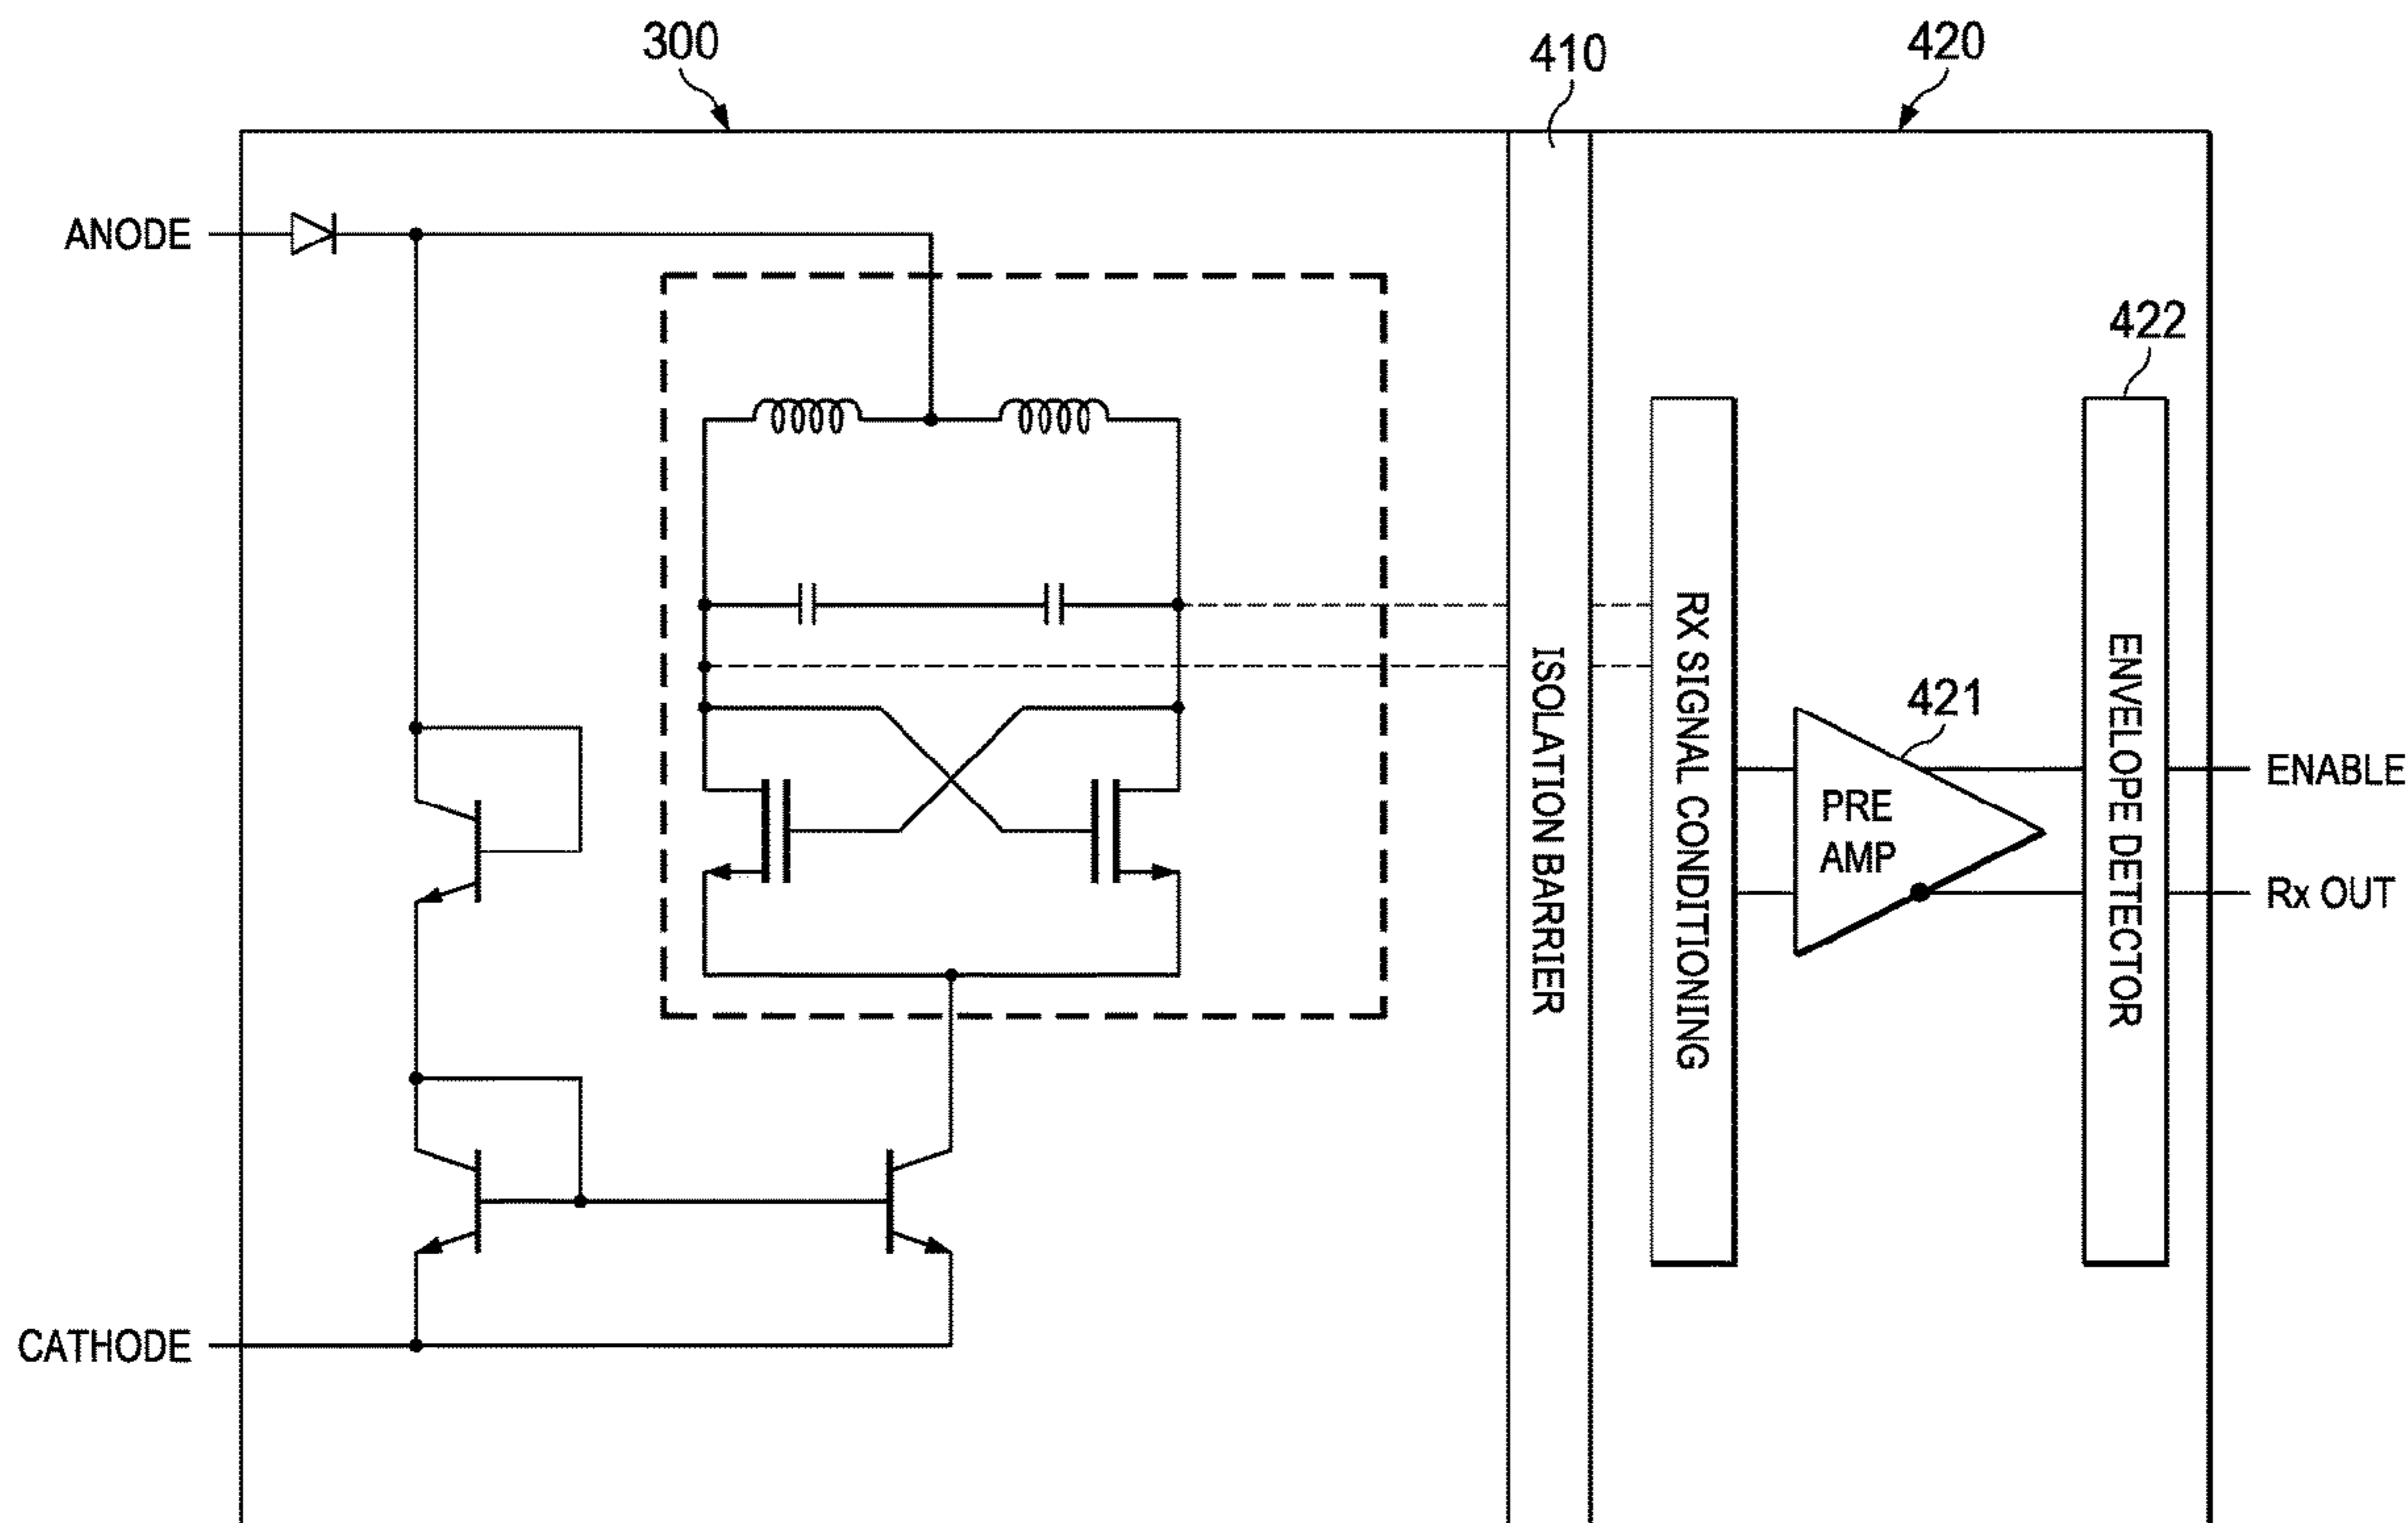 300
410
420
ANODE
422
421
ISOLATION BARRIER
RX SIGNAL CONDITIONING
PRE
AMP
ENVELOPE DETECTOR
ENABLE
Rx OUT
CATHODE